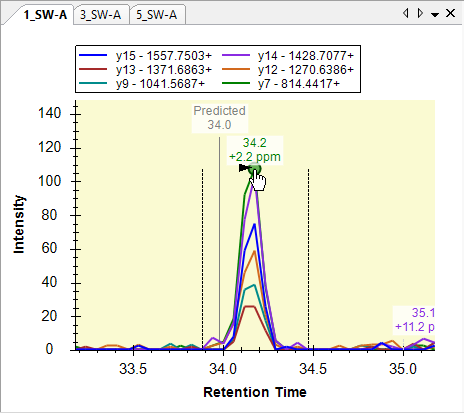 1_SW-A 3_SW-A 5_SW-A
y15 - 1557.7503+ y14 - 1428.7077+
y13 - 1371.6863+ y12 - 1270.6386+
y9 - 1041.5687+ y7 - 814.4417+
Predicted
34.0
34.2
+2.2 ppm
35.1
+11.2 p
Intensity
140
120
100
80
60
40
20
0
33.5 34.0 34.5 35.0
Retention Time